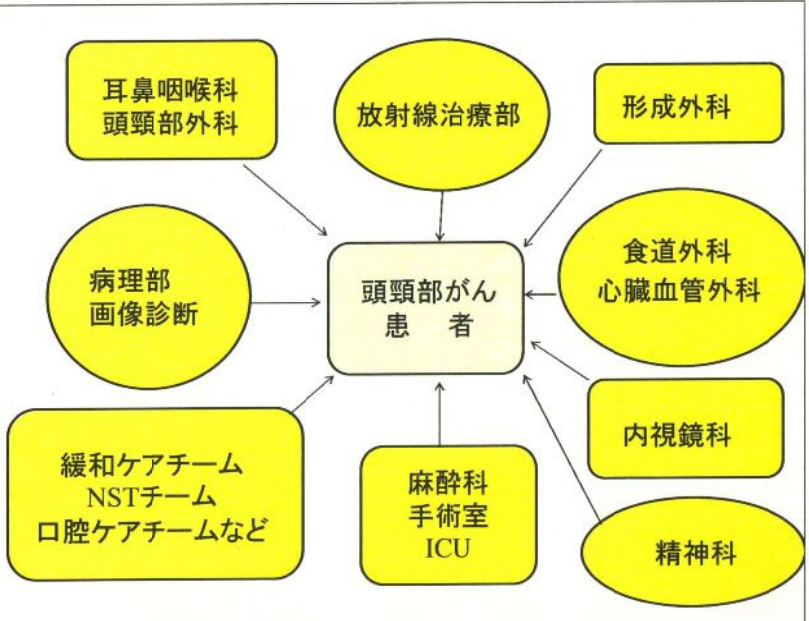 耳鼻咽喉科
頭頸部外科
放射線治療部
形成外科
病理部
画像診断
頭頸部がん
患　者
食道外科
心臓血管外科
緩和ケアチーム
NSTチーム
口腔ケアチームなど
麻酔科
手術室
ICU
内視鏡科
精神科